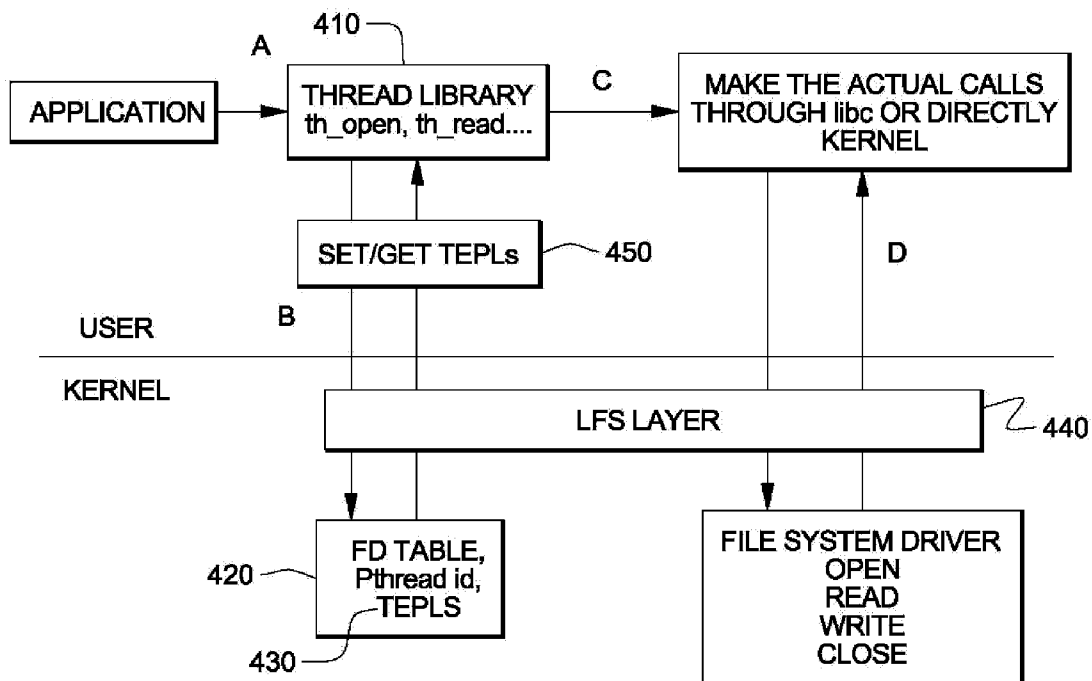 410
A
APPLICATION
THREAD LIBRARY
th_open, th_read....
C
MAKE THE ACTUAL CALLS
THROUGH libc OR DIRECTLY
KERNEL
SET/GET TEPLs
450
D
B
USER
KERNEL
LFS LAYER
440
FD TABLE,
Pthread id,
TEPLS
420
430
FILE SYSTEM DRIVER
OPEN
READ
WRITE
CLOSE